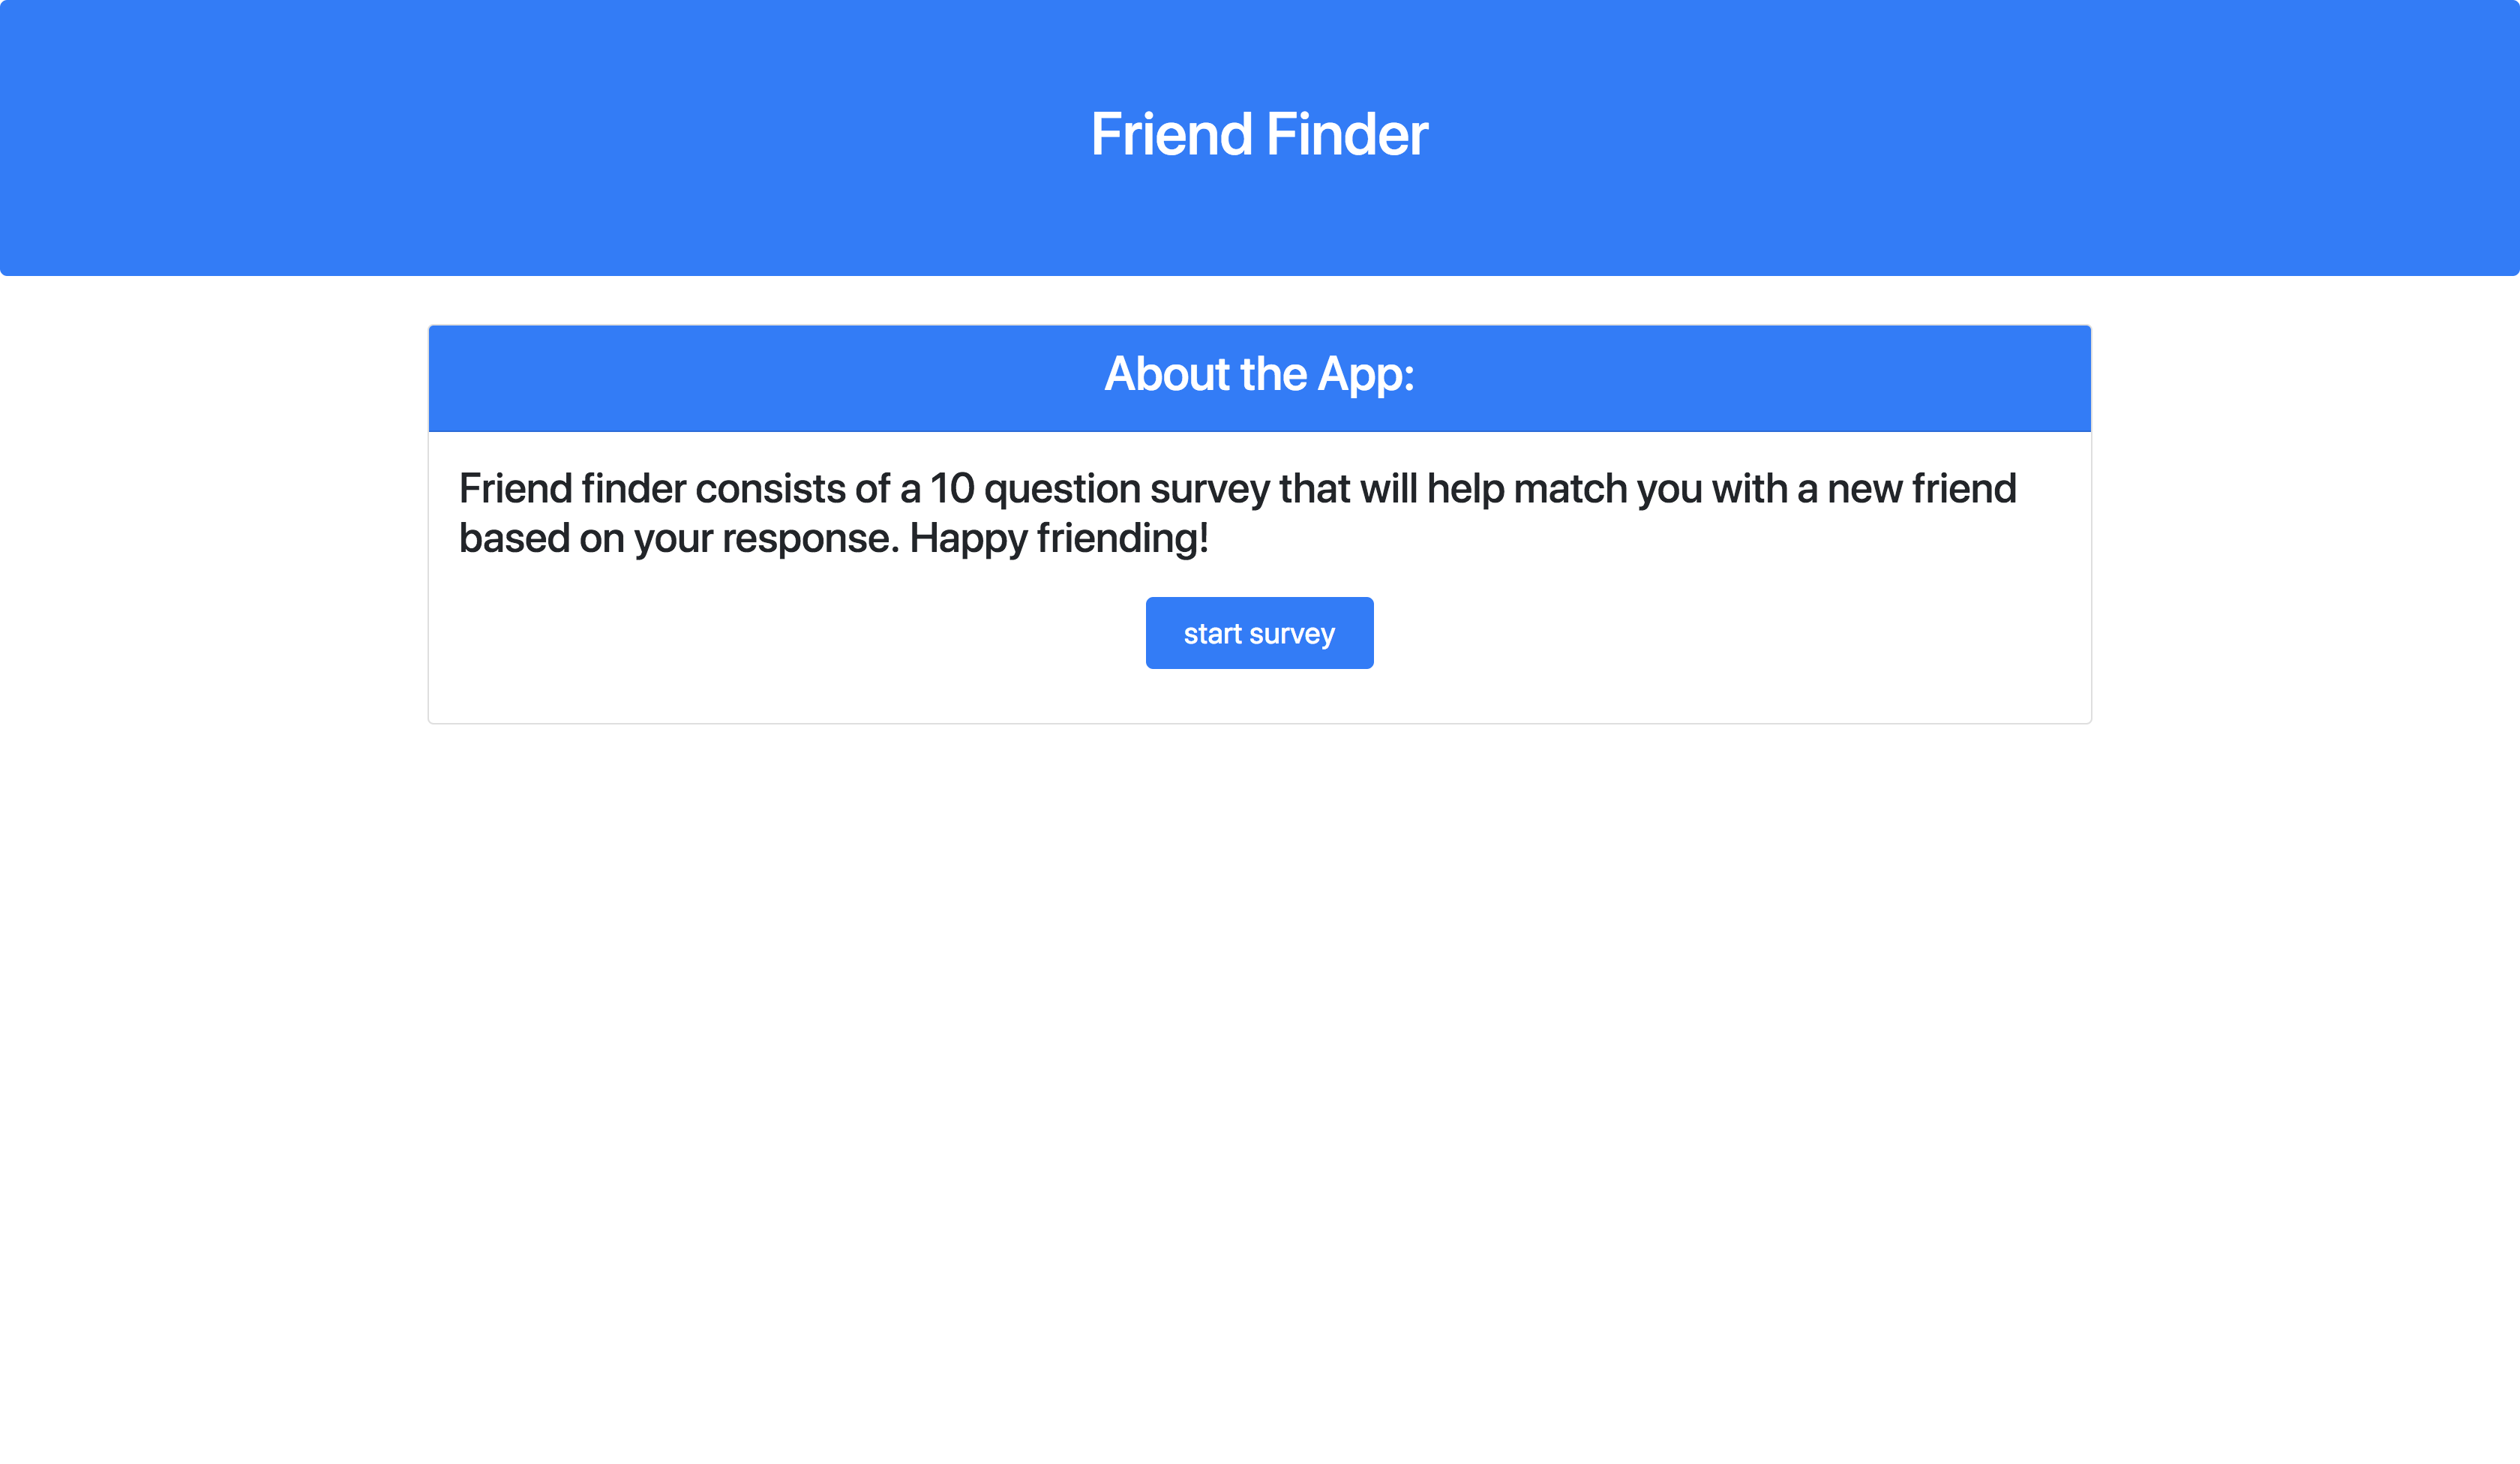 Friend Finder
About the App:
Friend finder consists of a 10 question survey that will help match you with a new friend
based on your response. Happy friending!
start survey